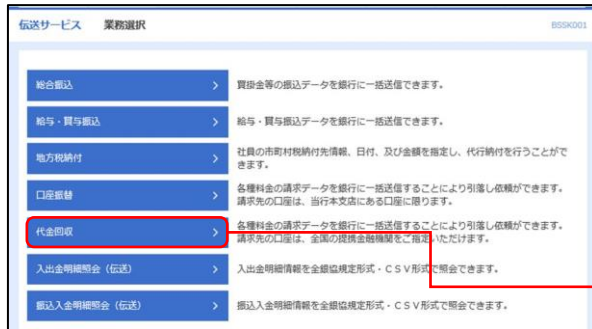 伝送サービス 業務選択 BSSK001
総合振込 買掛金等の振込データを銀行に一括送信できます。
給与・賞与振込 給与・賞与振込データを銀行に一括送信できます。
地方税納付 社員の市町村税納付先情報、日付、及び金額を指定し、代行納付を行うことがで
きます。
口座振替 各種料金の請求データを銀行に一括送信することにより引落し依頼ができます。
請求先の口座は、当行本支店にある口座に限ります。
代金回収 各種料金の請求データを銀行に一括送信することにより引落し依頼ができます。
請求先の口座は、全国の提携金融機関をご指定いただけます。
入出金明細照会（伝送） 入出金明細情報を全銀協規定形式・ＣＳＶ形式で照会できます。
振込入金明細照会（伝送） 振込入金明細情報を全銀協規定形式・ＣＳＶ形式で照会できます。